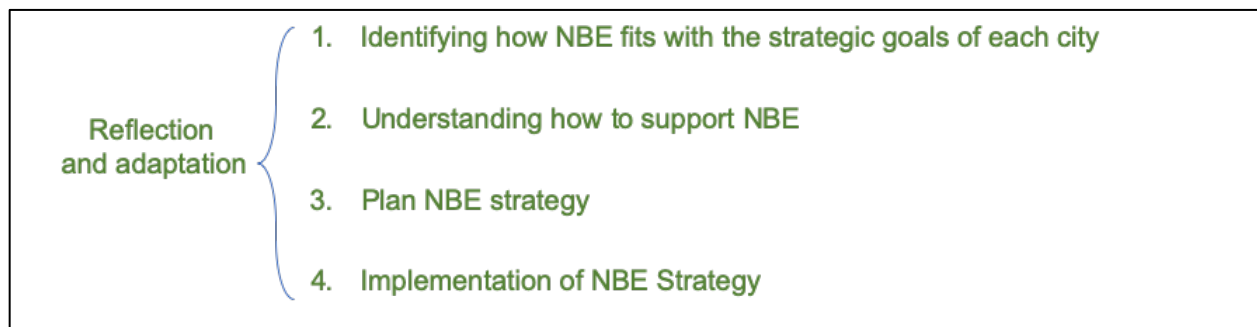 1. Identifying how NBE fits with the strategic goals of each city
2. Understanding how to support NBE
Reflection
and adaptation
3. Plan NBE strategy
4. Implementation of NBE Strategy